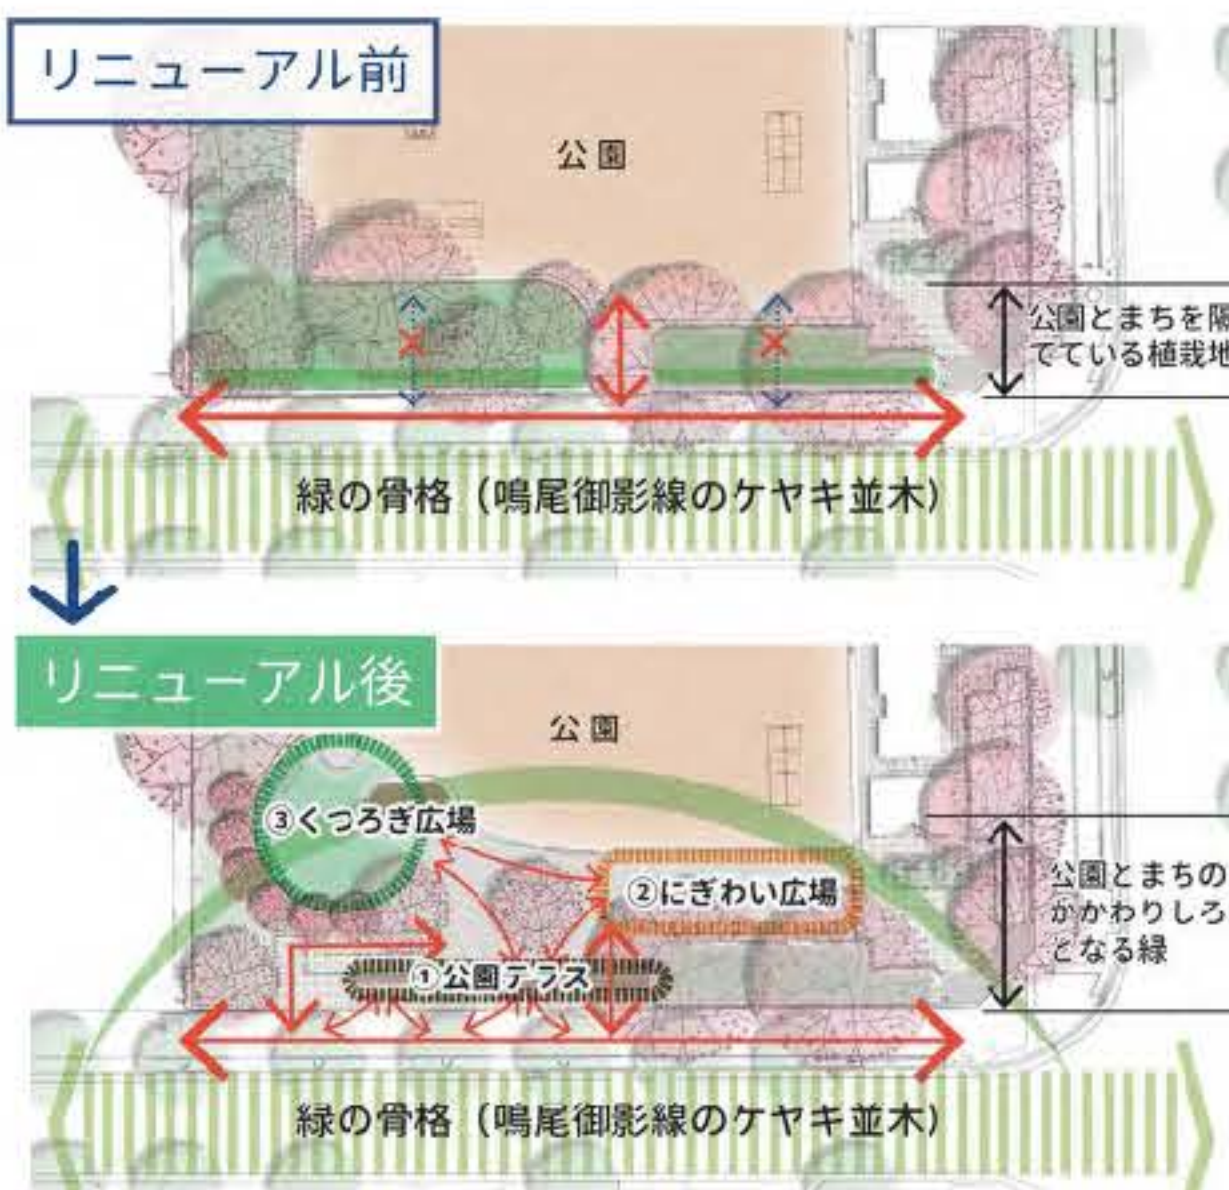 リニューアル前
公園
公園とまちを隔
てている植栽地
緑の骨格（鳴尾御影線のケヤキ並木）
リニューアル後
公園
③くつろぎ広場
②にぎわい広場
①公園テラス
公園とまちの
かかわりしろ
となる緑
緑の骨格（鳴尾御影線のケヤキ並木）